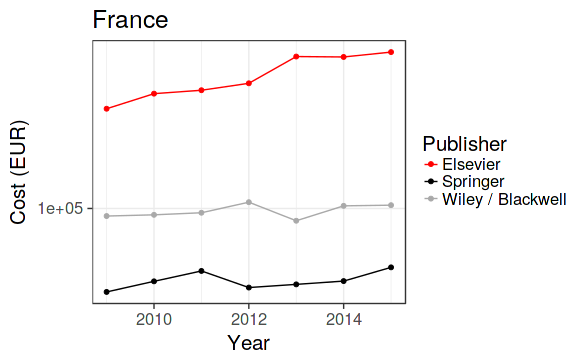 France
Cost (EUR)
1e+05
2010
2012
2014
Year
Publisher
Elsevier
Springer
Wiley / Blackwell